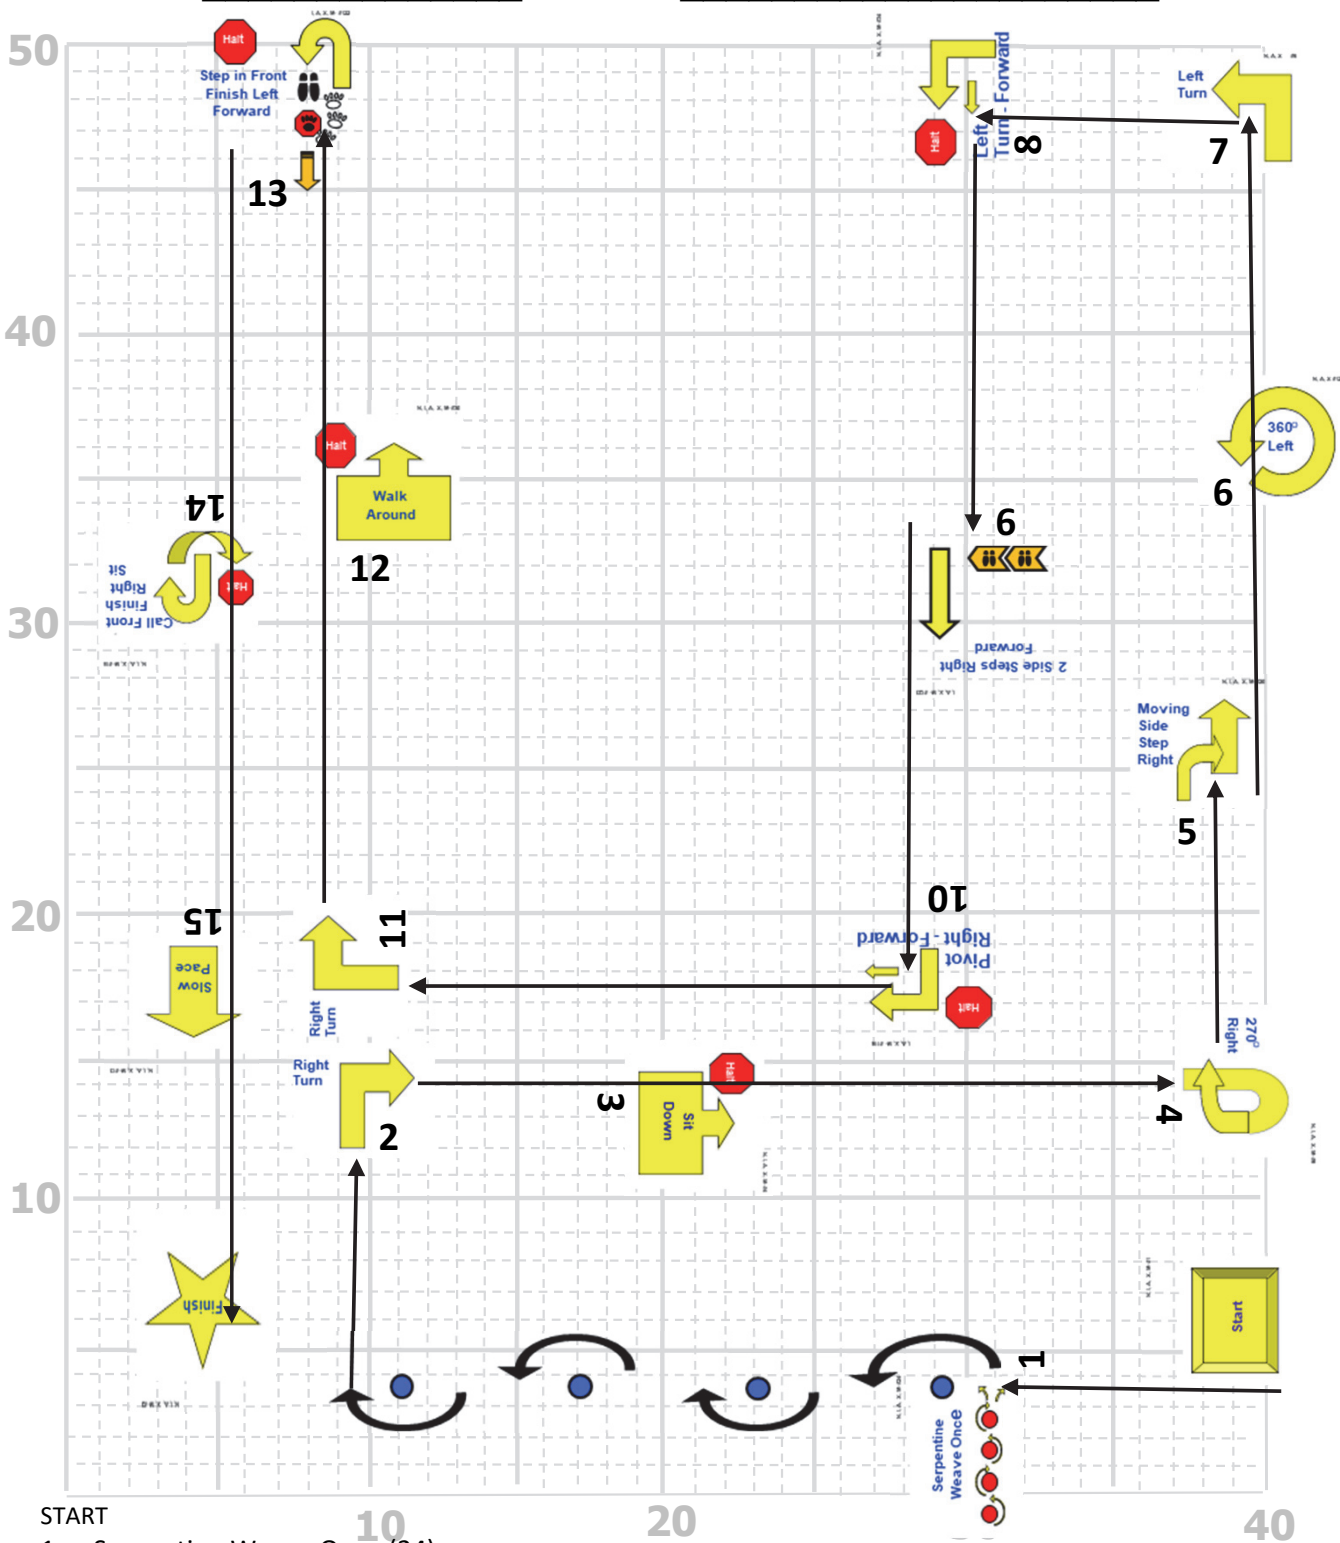 50
40
30
20
10
10
20
40
Halt
Step in Front
Finish Left
Forward
13
Halt
Left
Turn - Forward
8
Left
Turn
7
360°
Left
6
Halt
Walk
Around
12
14
Halt
Call Front
Finish
Right
Sit
9
2 Side Steps Right
Forward
Moving
Side
Step
Right
5
10
Pivot
Right - Forward
Halt
11
Right
Turn
15
Slow
Pace
Right
Turn
2
3
Halt
Sit
Down
270°
Right
4
Finish
Start
1
Serpentine
Weave Once
START